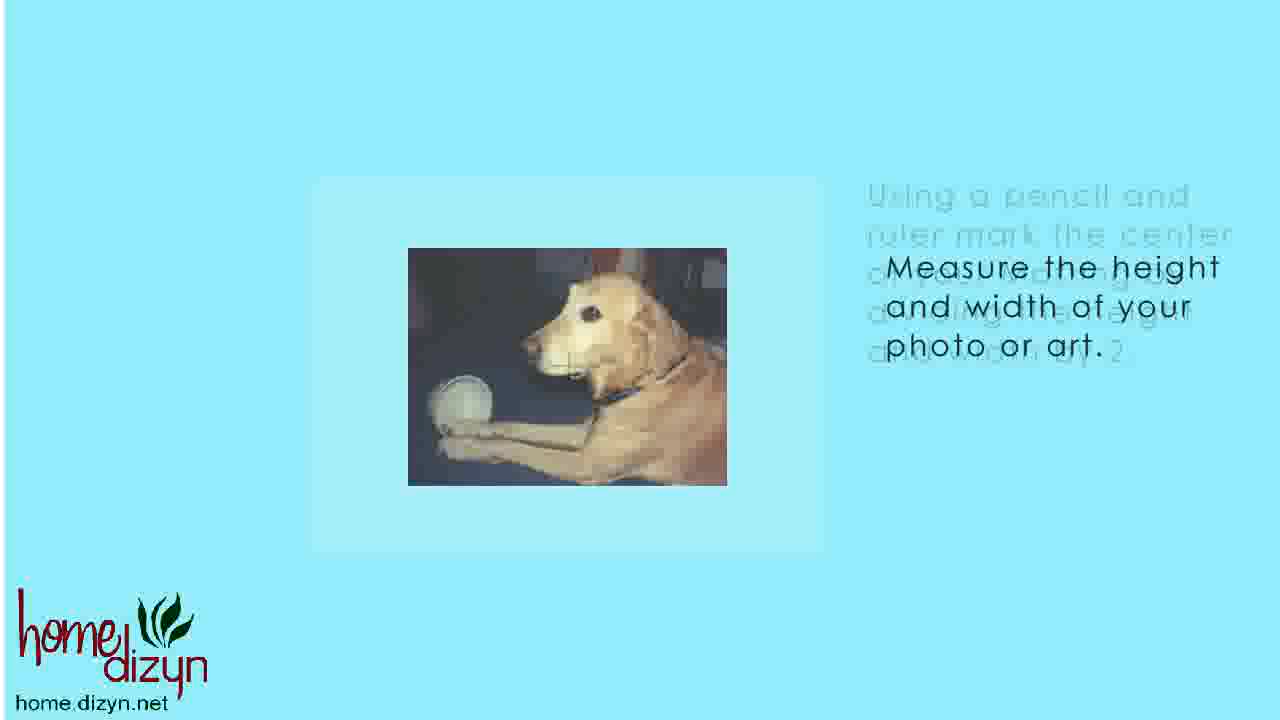 Using a pencil and
ruler mark the center
Measure the height
and width of your
photo or art.
2.
home
dizyn
home.dizyn.net